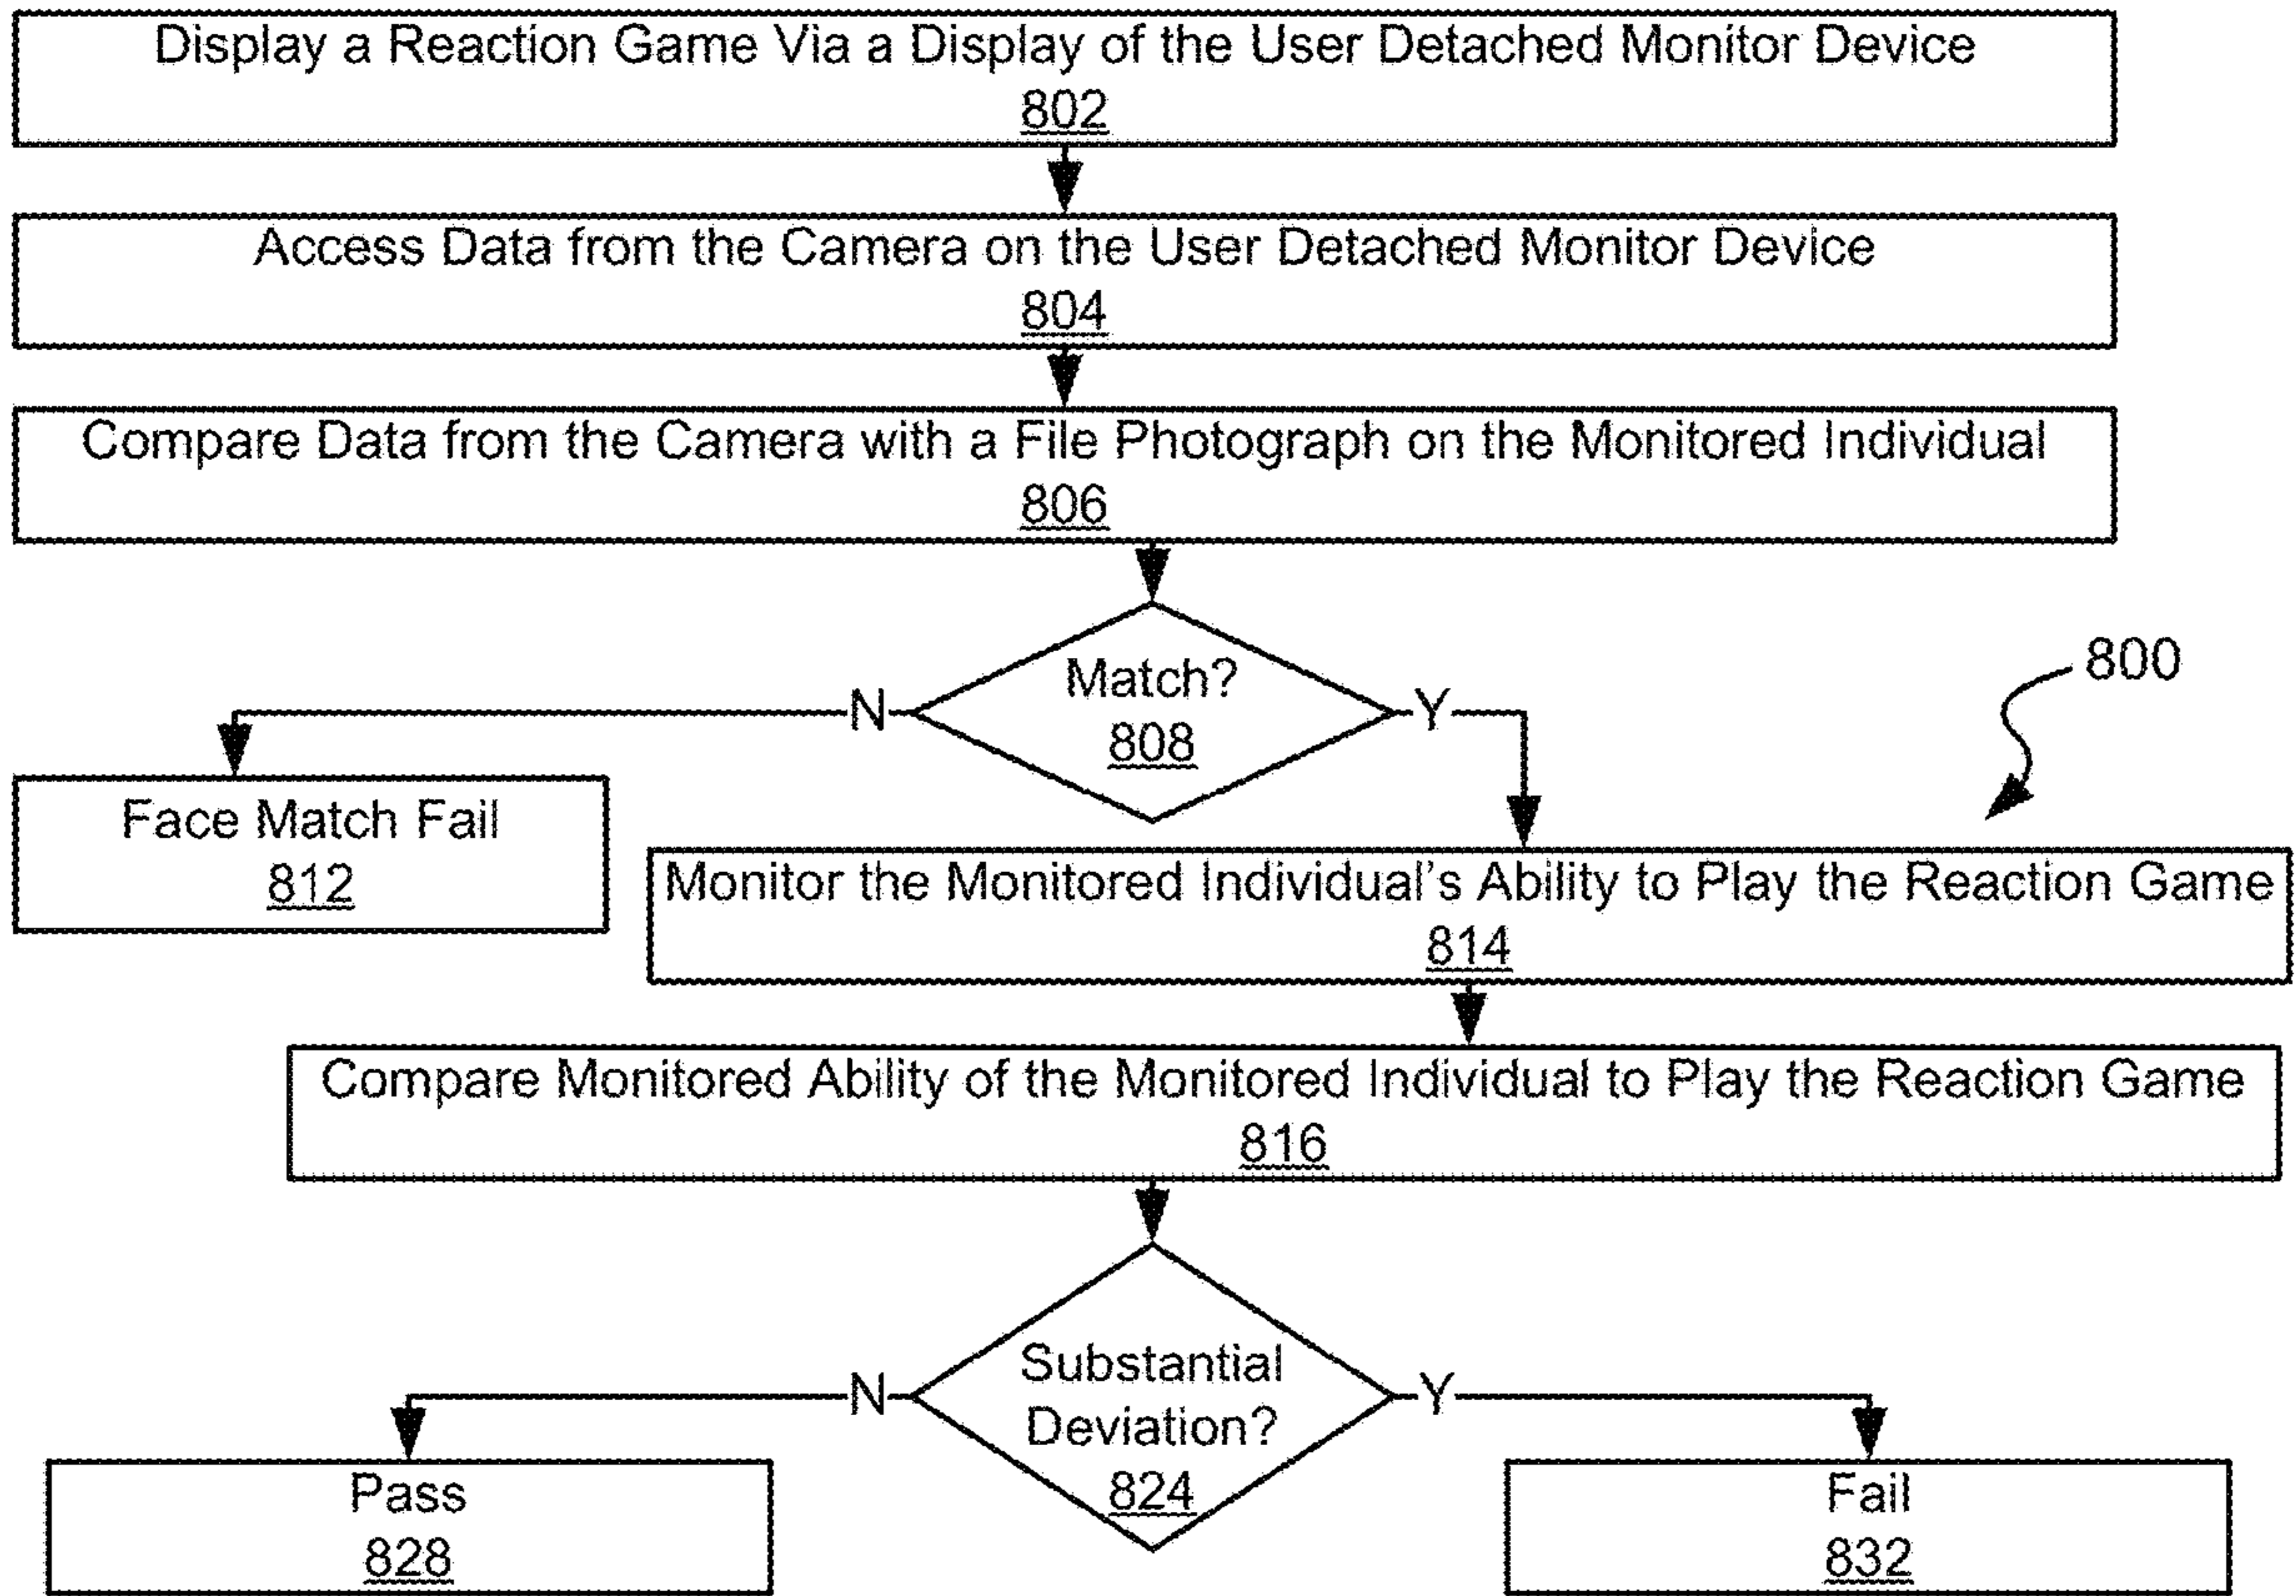 Display a Reaction Game Via a Display of the User Detached Monitor Device
802
Access Data from the Camera on the User Detached Monitor Device
804
Compare Data from the Camera with a File Photograph on the Monitored Individual
806
Match?
808
N
Y
800
Face Match Fail
812
Monitor the Monitored Individual's Ability to Play the Reaction Game
814
Compare Monitored Ability of the Monitored Individual to Play the Reaction Game
816
Substantial
Deviation?
824
N
Y
Pass
828
Fail
832